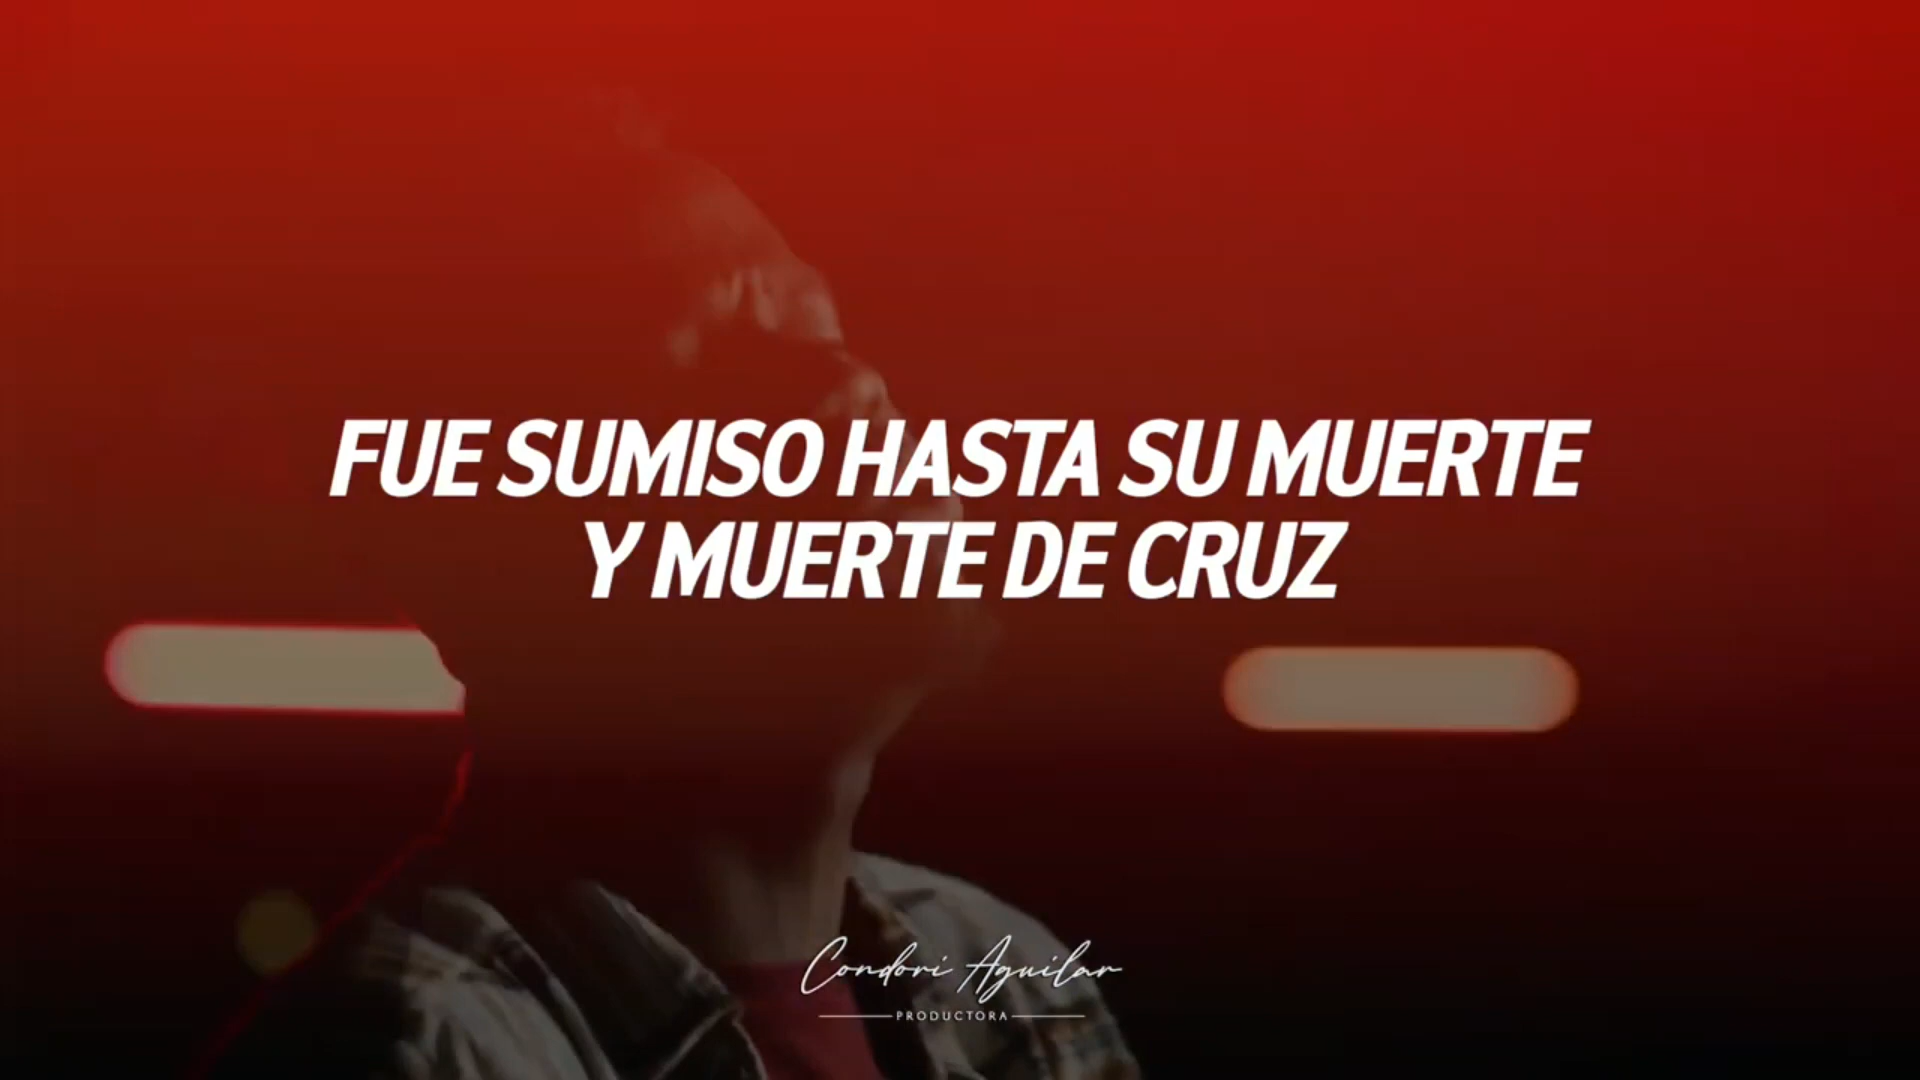 FUE SUMISO HASTA SU MUERTE
Y MUERTE DE CRUZ
Condori Aguilar
PRODUCTORA